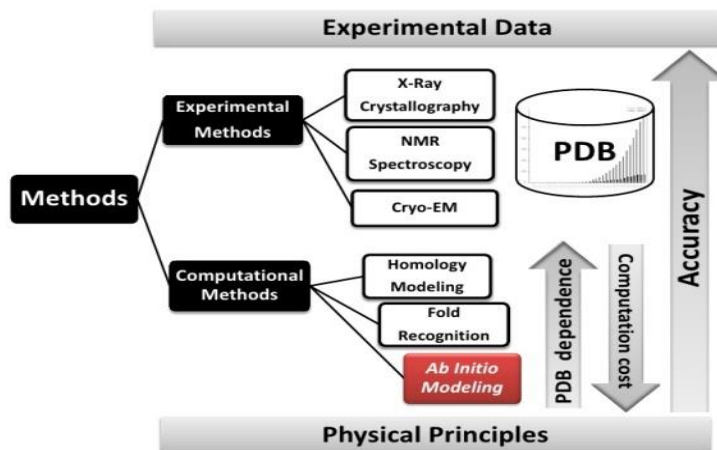 Experimental Data
X-Ray
Crystallography
Experimental
Methods
NMR
Spectroscopy
PDB
Cryo-EM
Methods
Computational
Methods
Homology
Modeling
Fold
Recognition
Ab Initio
Modeling
PDB dependence
Computation cost
Accuracy
Physical Principles